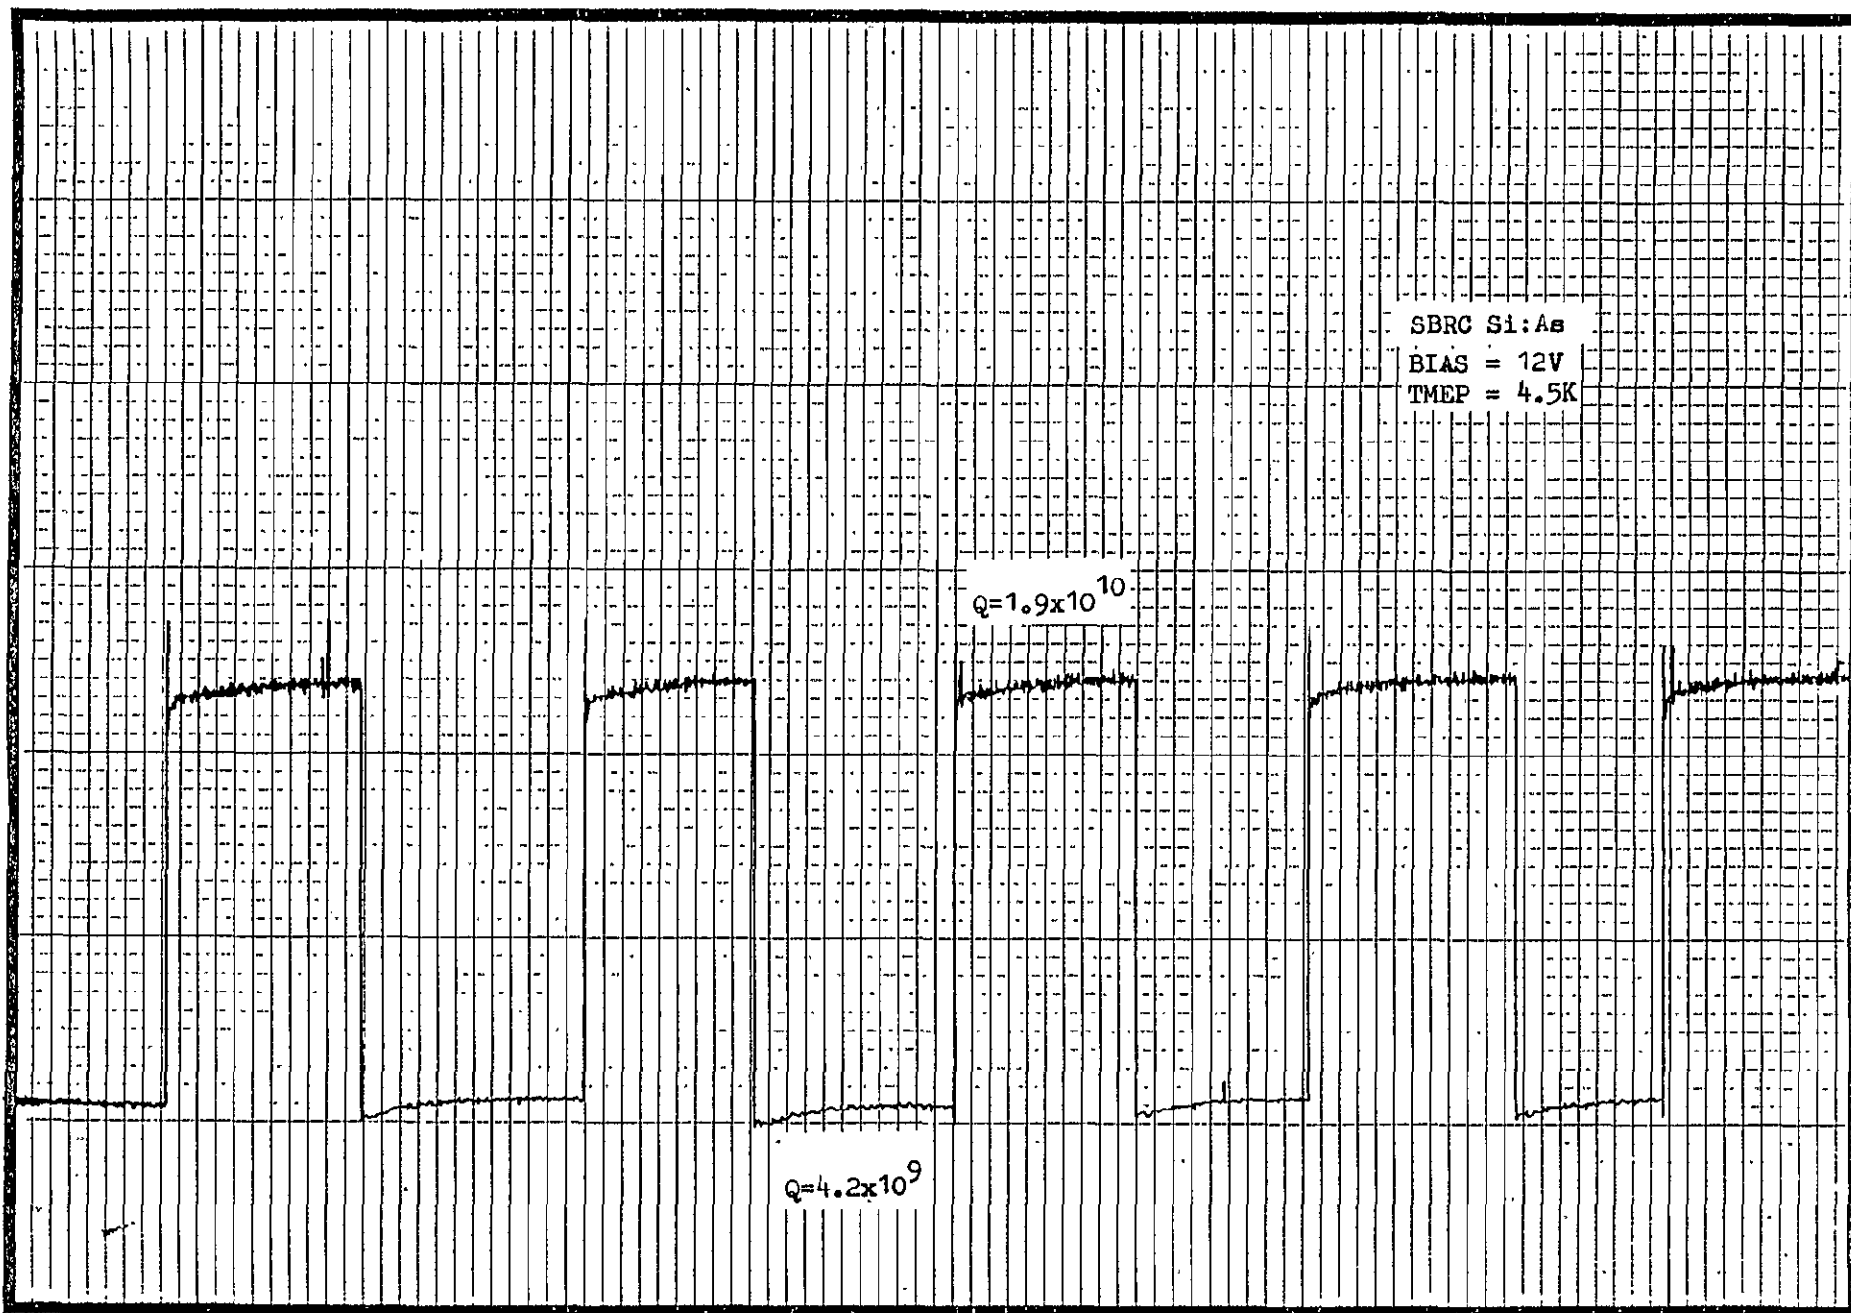 SBRC Si:As
BIAS = 12V
TMEP = 4.5K
Q=1.9x10^10
Q=4.2x10^9